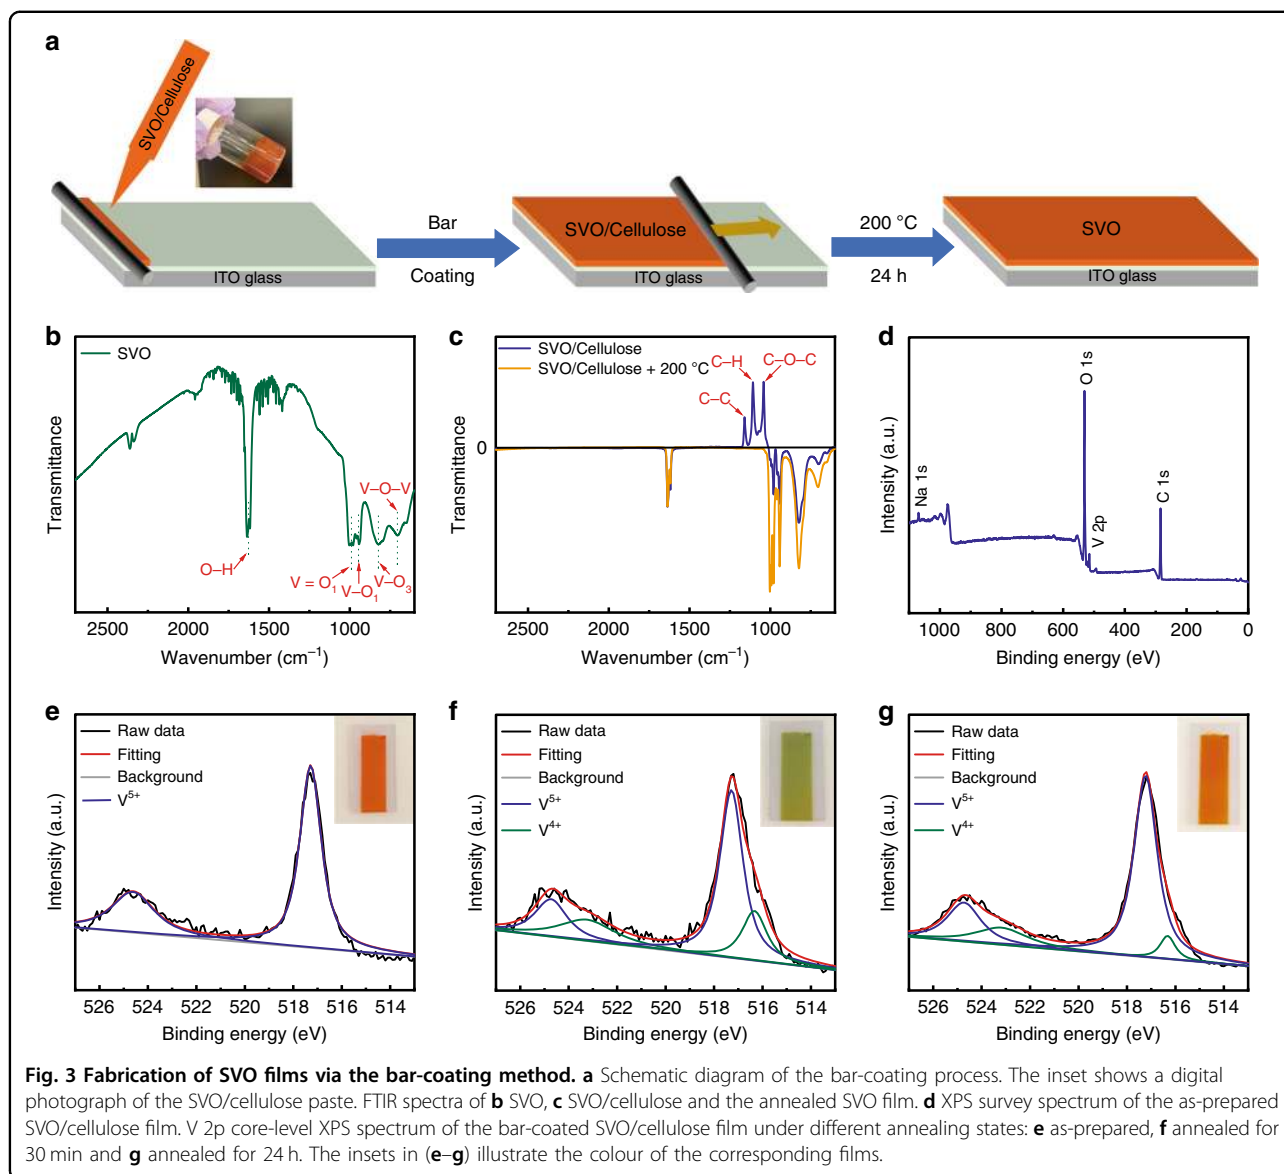 a
SVO/Cellulose
ITO glass
Bar
Coating
SVO/Cellulose
ITO glass
200 °C
24 h
SVO
ITO glass
b
SVO
O–H
V = O1
V–O1
V–O3
V–O–V
Transmittance
2500 2000 1500 1000
Wavenumber (cm–1)
c
SVO/Cellulose
SVO/Cellulose + 200 °C
C–H
C–O–C
C–C
0
Transmittance
2500 2000 1500 1000
Wavenumber (cm–1)
d
Na 1s
O 1s
V 2p
C 1s
Intensity (a.u.)
1000 800 600 400 200 0
Binding energy (eV)
e
Raw data
Fitting
Background
V5+
Intensity (a.u.)
526 524 522 520 518 516 514
Binding energy (eV)
f
Raw data
Fitting
Background
V5+
V4+
Intensity (a.u.)
526 524 522 520 518 516 514
Binding energy (eV)
g
Raw data
Fitting
Background
V5+
V4+
Intensity (a.u.)
526 524 522 520 518 516 514
Binding energy (eV)
Fig. 3 Fabrication of SVO films via the bar-coating method. a Schematic diagram of the bar-coating process. The inset shows a digital
photograph of the SVO/cellulose paste. FTIR spectra of b SVO, c SVO/cellulose and the annealed SVO film. d XPS survey spectrum of the as-prepared
SVO/cellulose film. V 2p core-level XPS spectrum of the bar-coated SVO/cellulose film under different annealing states: e as-prepared, f annealed for
30 min and g annealed for 24 h. The insets in (e–g) illustrate the colour of the corresponding films.